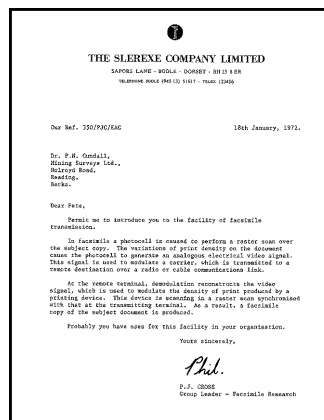 THE SLEREXE COMPANY LIMITED
SAPORS LANE - BOOLE - DORSET - BH 25 8 ER
TELEPHONE BOOLE (945 13) 51617 - TELEX 123456
Our Ref. 350/PJC/EAC 18th January, 1972.
Dr. P.N. Cundall,
Mining Surveys Ltd.,
Holroyd Road,
Reading,
Berks.
Dear Pete,
Permit me to introduce you to the facility of facsimile
transmission.
In facsimile a photocell is caused to perform a raster scan over
the subject copy. The variations of print density on the document
cause the photocell to generate an analogous electrical video signal.
This signal is used to modulate a carrier, which is transmitted to a
remote destination over a radio or cable communications link.
At the remote terminal, demodulation reconstructs the video
signal, which is used to modulate the density of print produced by a
printing device. This device is scanning in a raster scan synchronised
with that at the transmitting terminal. As a result, a facsimile
copy of the subject document is produced.
Probably you have uses for this facility in your organisation.
Yours sincerely,
Phil.
P.J. CROSS
Group Leader - Facsimile Research